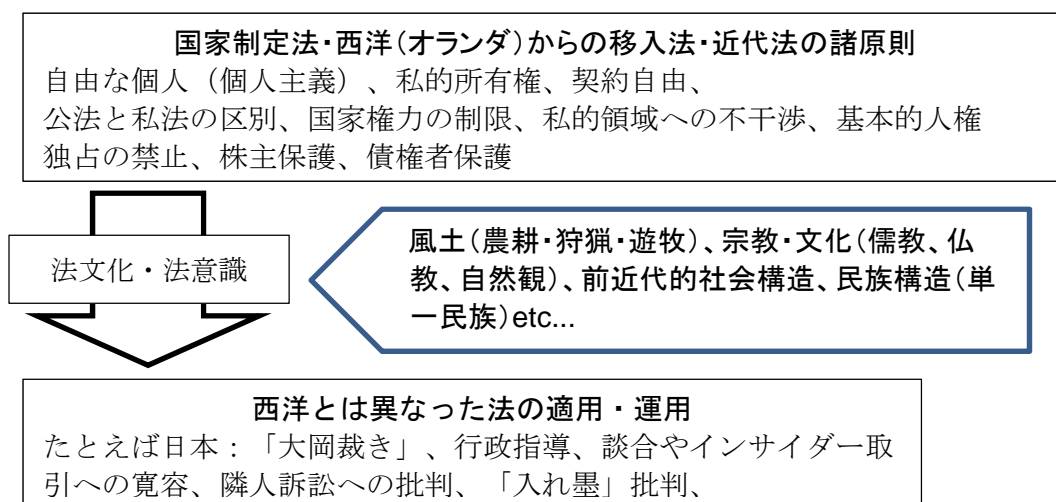 国家制定法・西洋（オランダ）からの移入法・近代法の諸原則
自由な個人（個人主義）、私的所有権、契約自由、
公法と私法の区別、国家権力の制限、私的領域への不干渉、基本的人権
独占の禁止、株主保護、債権者保護
法文化・法意識
風土（農耕・狩猟・遊牧）、宗教・文化（儒教、仏
教、自然観）、前近代的社会構造、民族構造（単
一民族）etc...
西洋とは異なった法の適用・運用
たとえば日本：「大岡裁き」、行政指導、談合やインサイダー取
引への寛容、隣人訴訟への批判、「入れ墨」批判、